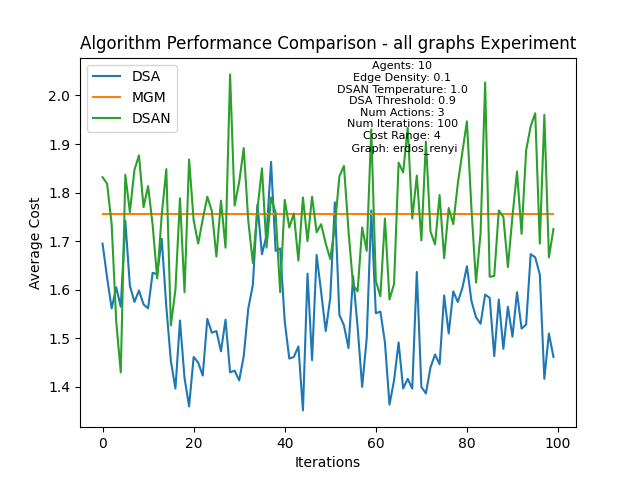 Algorithm Performance Comparison - all graphs Experiment
DSA
MGM
DSAN
Agents: 10
Edge Density: 0.1
DSAN Temperature: 1.0
DSA Threshold: 0.9
Num Actions: 3
Num Iterations: 100
Cost Range: 4
Graph: erdos_renyi
Average Cost
2.0
1.9
1.8
1.7
1.6
1.5
1.4
0 20 40 60 80 100
Iterations